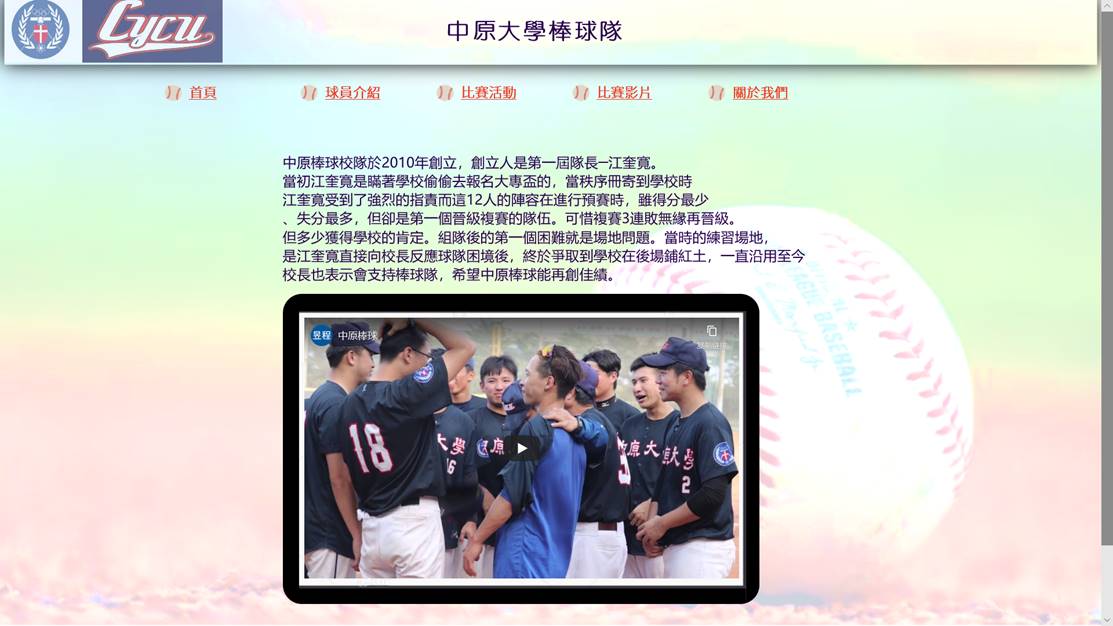 Cycu
中原大學棒球隊
首頁
球員介紹
比賽活動
比賽影片
關於我們
中原棒球校隊於2010年創立，創立人是第一屆隊長─江奎寬。
當初江奎寬是瞞著學校偷偷去報名大專盃的，當秩序冊寄到學校時
江奎寬受到了強烈的指責而這12人的陣容在進行預賽時，雖得分最少
、失分最多，但卻是第一個晉級複賽的隊伍。可惜複賽3連敗無緣再晉級。
但多少獲得學校的肯定。組隊後的第一個困難就是場地問題。當時的練習場地，
是江奎寬直接向校長反應球隊困境後，終於爭取到學校在後場鋪紅土，一直沿用至今
校長也表示會支持棒球隊，希望中原棒球能再創佳績。
昱程 中原棒球
18
大學
16
中原大
5
原大學
2
BASEBALL